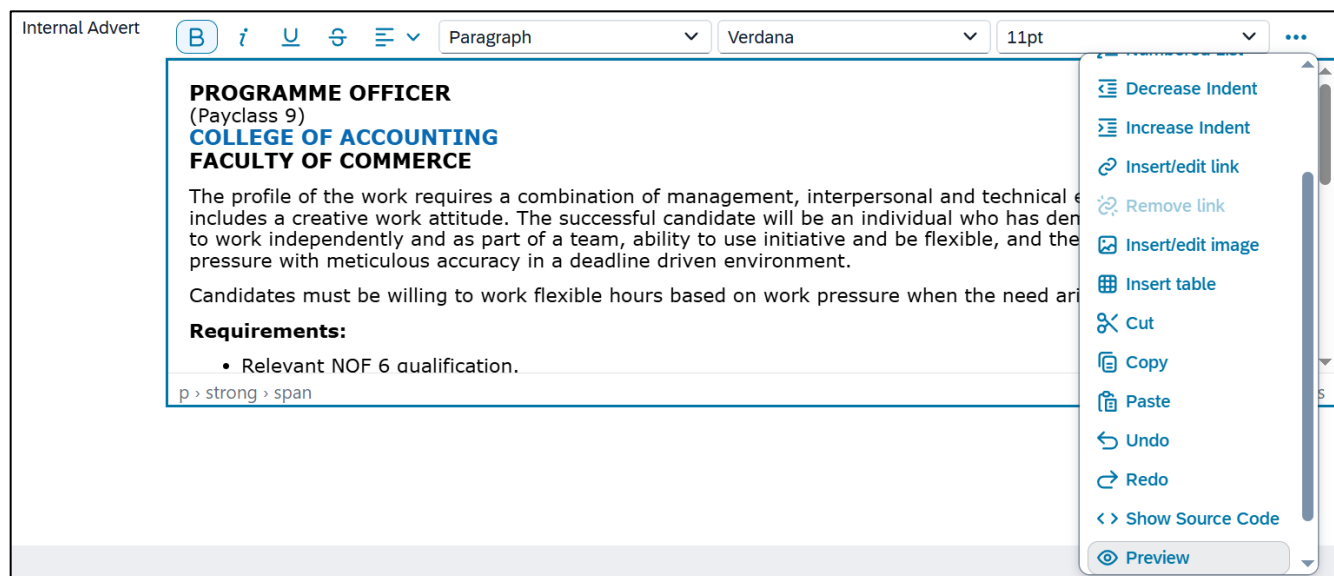 Internal Advert
B i U S Paragraph Verdana 11pt
PROGRAMME OFFICER
(Payclass 9)
COLLEGE OF ACCOUNTING
FACULTY OF COMMERCE
The profile of the work requires a combination of management, interpersonal and technical
includes a creative work attitude. The successful candidate will be an individual who has
to work independently and as part of a team, ability to use initiative and be flexible, and the
pressure with meticulous accuracy in a deadline driven environment.
Candidates must be willing to work flexible hours based on work pressure when the need
Requirements:
• Relevant NQF 6 qualification.
p › strong › span
Numbered List
Decrease Indent
Increase Indent
Insert/edit link
Remove link
Insert/edit image
Insert table
Cut
Copy
Paste
Undo
Redo
Show Source Code
Preview